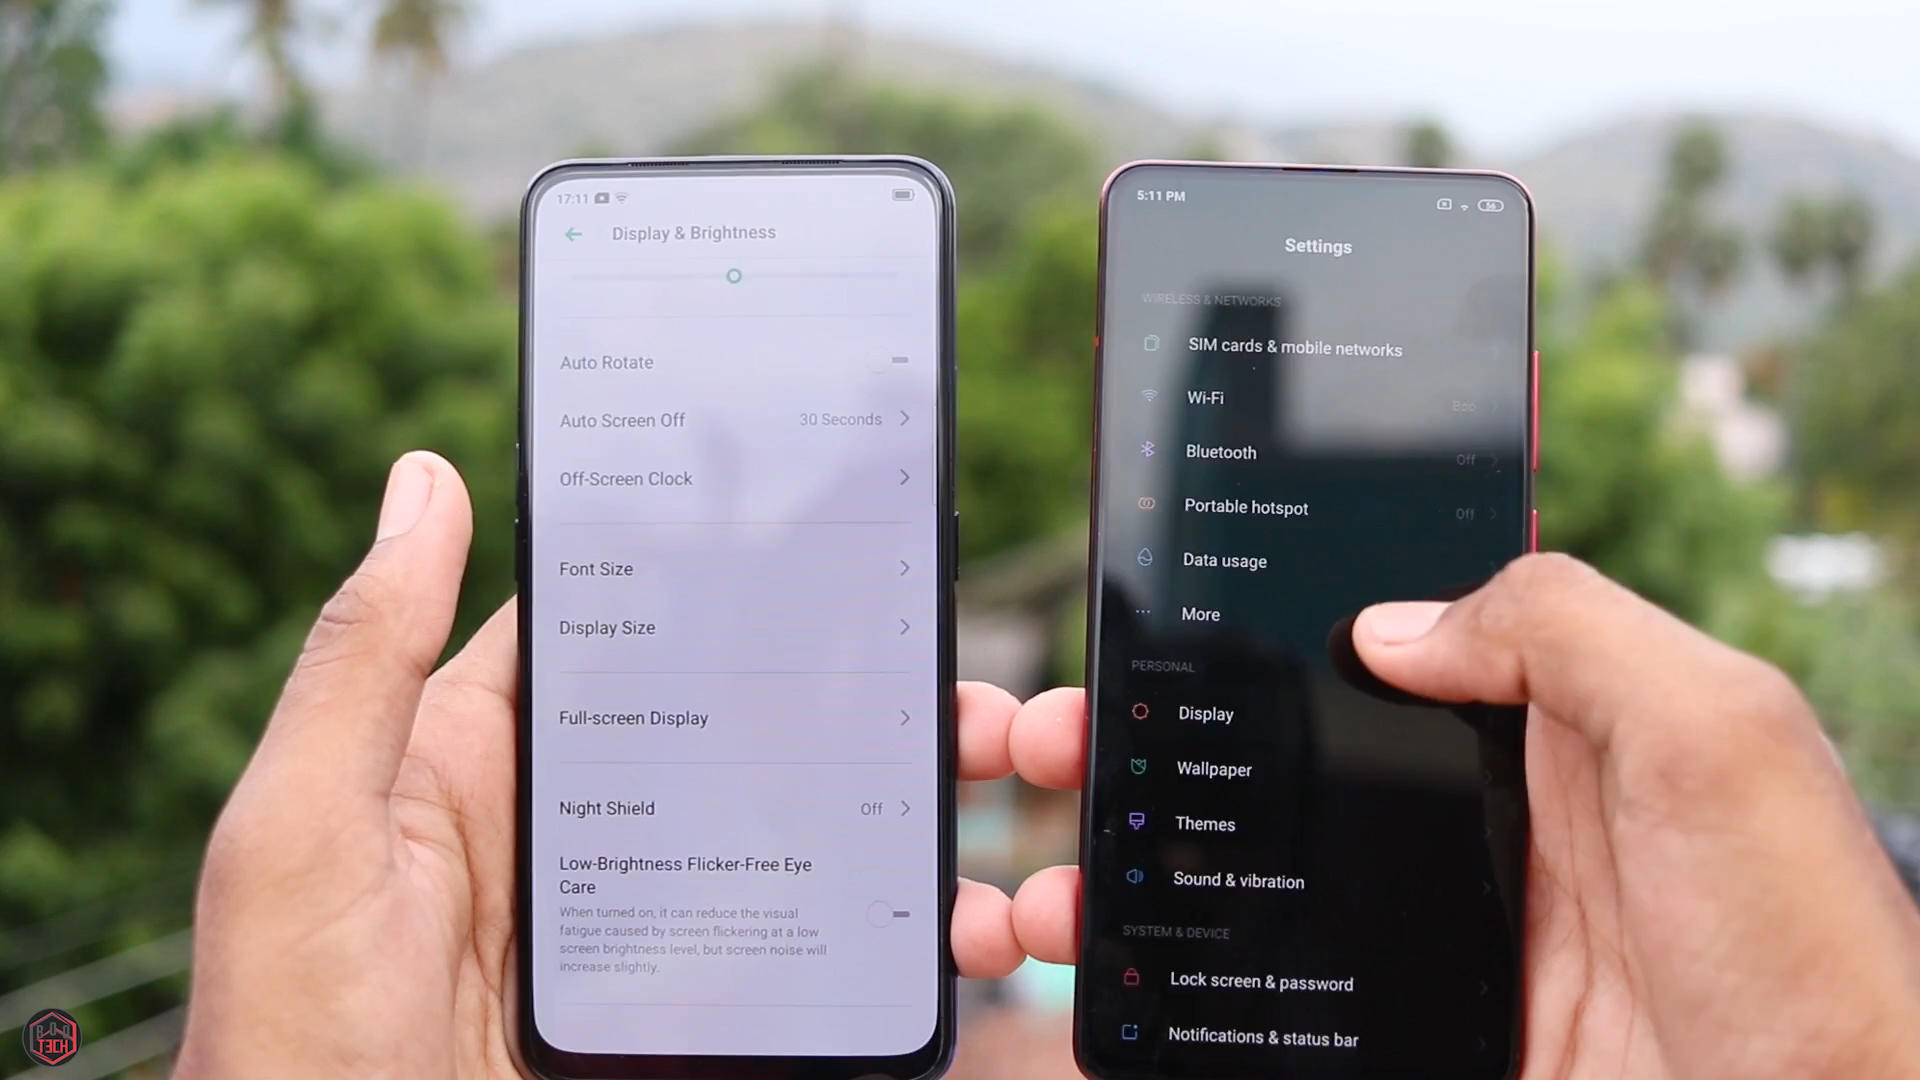 17:11
Display & Brightness
Auto Rotate
Auto Screen Off
30 Seconds
Off-Screen Clock
Font Size
Display Size
Full-screen Display
Night Shield
Off
Low-Brightness Flicker-Free Eye
Care
When turned on, it can reduce the visual
fatigue caused by screen flickering at a low
screen brightness level, but screen noise will
increase slightly.
5:11 PM
56
Settings
WIRELESS & NETWORKS
SIM cards & mobile networks
Wi-Fi
Boo
Bluetooth
Off
Portable hotspot
Off
Data usage
More
PERSONAL
Display
Wallpaper
Themes
Sound & vibration
SYSTEM & DEVICE
Lock screen & password
Notifications & status bar
BOO
T3CH